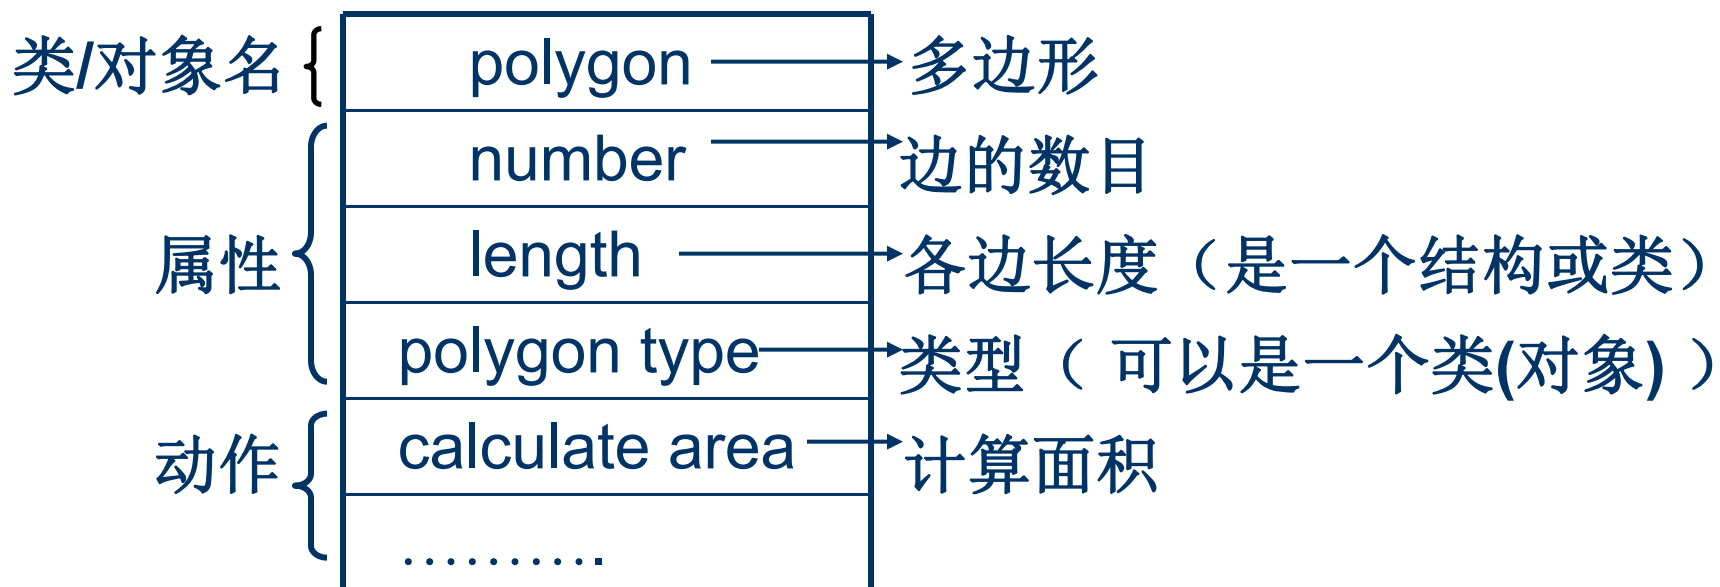 类/对象名 polygon 多边形
number 边的数目
属性 length 各边长度（是一个结构或类）
polygon type 类型（ 可以是一个类(对象) ）
动作 calculate area 计算面积
……….